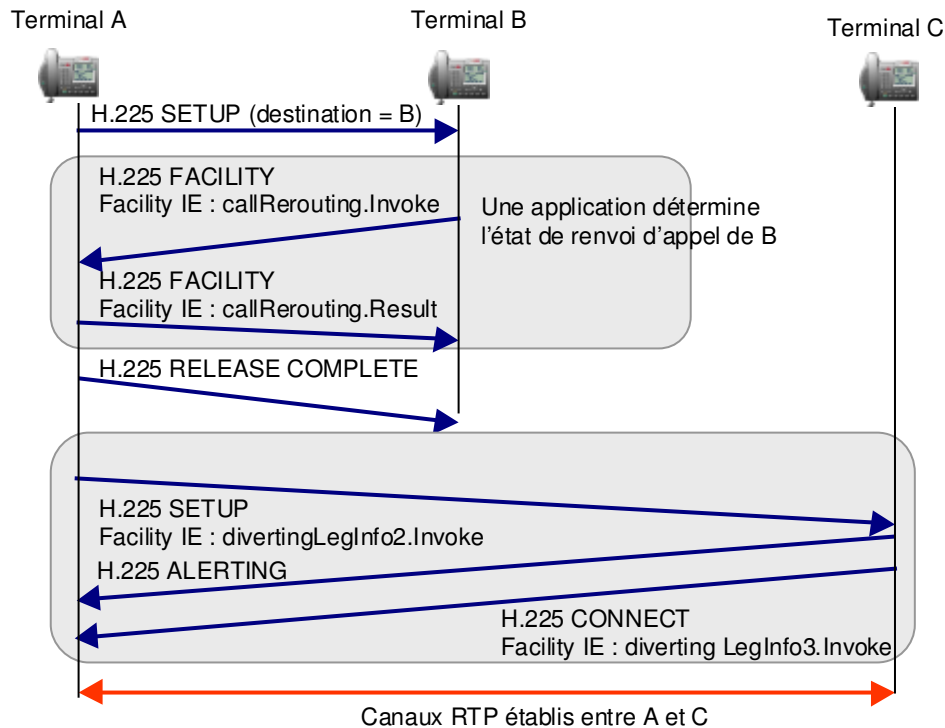 Terminal A
Terminal B
Terminal C
H.225 SETUP (destination = B)
H.225 FACILITY
Facility IE : callRerouting.Invoke
Une application détermine
l'état de renvoi d'appel de B
H.225 FACILITY
Facility IE : callRerouting.Result
H.225 RELEASE COMPLETE
H.225 SETUP
Facility IE : divertingLegInfo2.Invoke
H.225 ALERTING
H.225 CONNECT
Facility IE : diverting LegInfo3.Invoke
Canaux RTP établis entre A et C